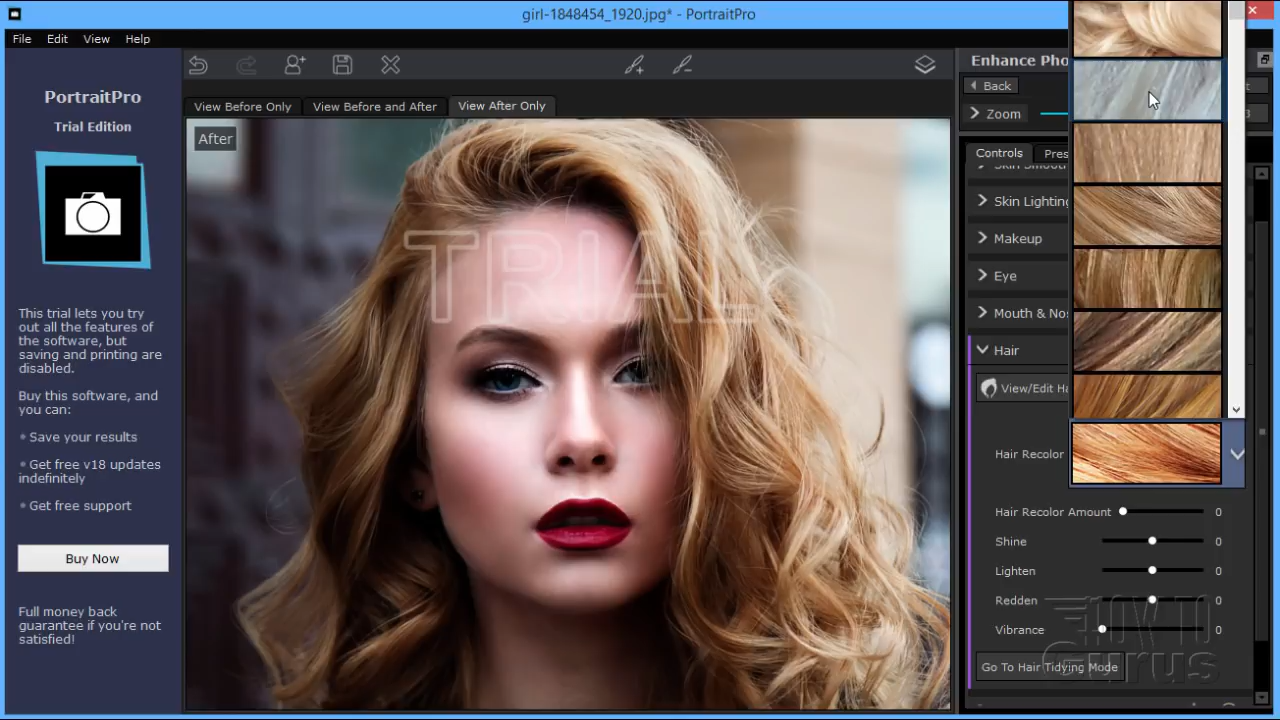 girl-1848454_1920.jpg* - PortraitPro
File Edit View Help
PortraitPro
Trial Edition
This trial lets you try
out all the features of
the software, but
saving and printing are
disabled.
Buy this software, and
you can:
Save your results
Get free v18 updates
indefinitely
Get free support
Buy Now
Full money back
guarantee if you're not
satisfied!
View Before Only View Before and After View After Only
After
TRIAL
Enhance Pho
Back
Zoom
Controls Pres
Skin Smooth
Skin Lighting
Makeup
Eye
Mouth & Nos
Hair
View/Edit Ha
Hair Recolor
Hair Recolor Amount 0
Shine 0
Lighten 0
Redden 0
Vibrance 0
Go To Hair Tidying Mode
HOW TO
Gurus